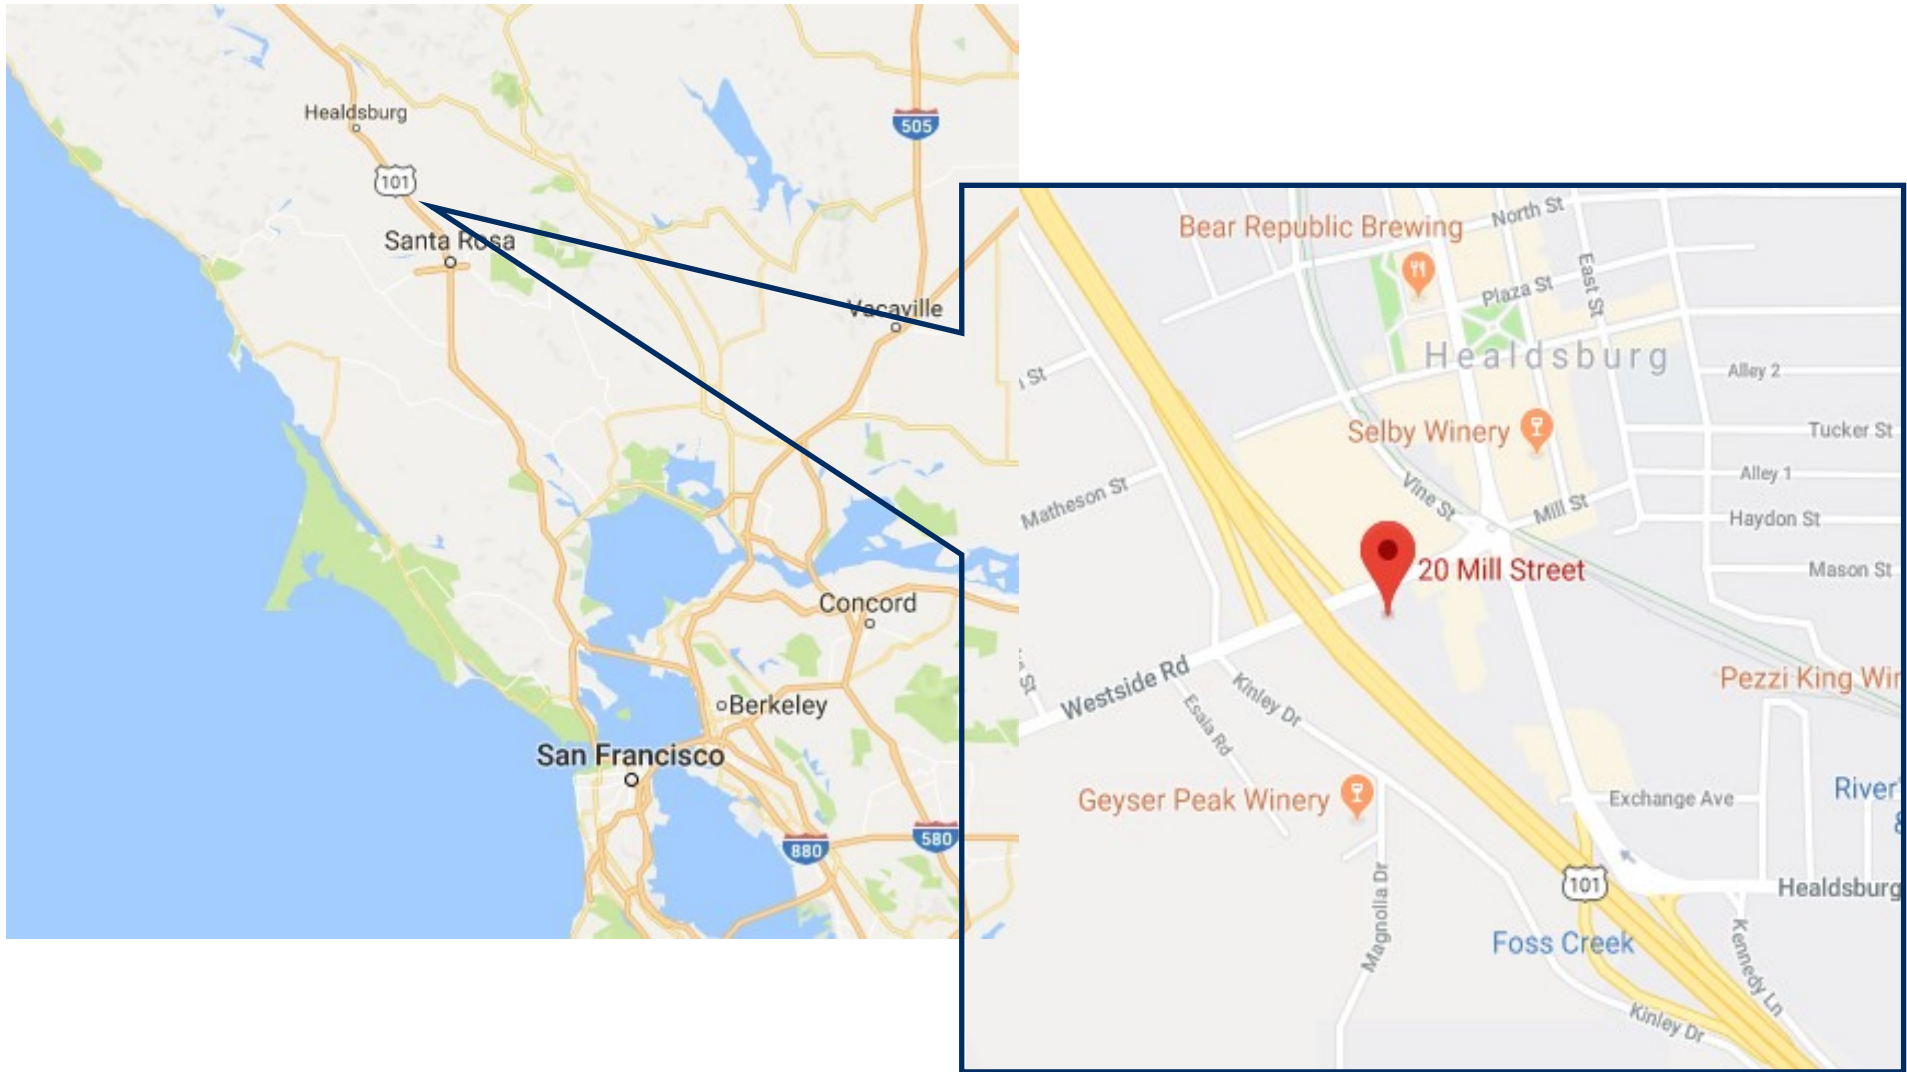 Healdsburg
505
101
Santa Rosa
Vacaville
Concord
Berkeley
San Francisco
880
580
North St
Bear Republic Brewing
East St
Plaza St
Healdsburg
Alley 2
St
Selby Winery
Tucker St
Alley 1
Vine St
Matheson St
Mill St
Haydon St
20 Mill Street
Mason St
Westside Rd
Pezzi King Wi
St
Kinley Dr
Esaia Rd
Geyser Peak Winery
Exchange Ave
River
101
Healdsburg
Magnolia Dr
Foss Creek
Kennedy Ln
Kinley Dr